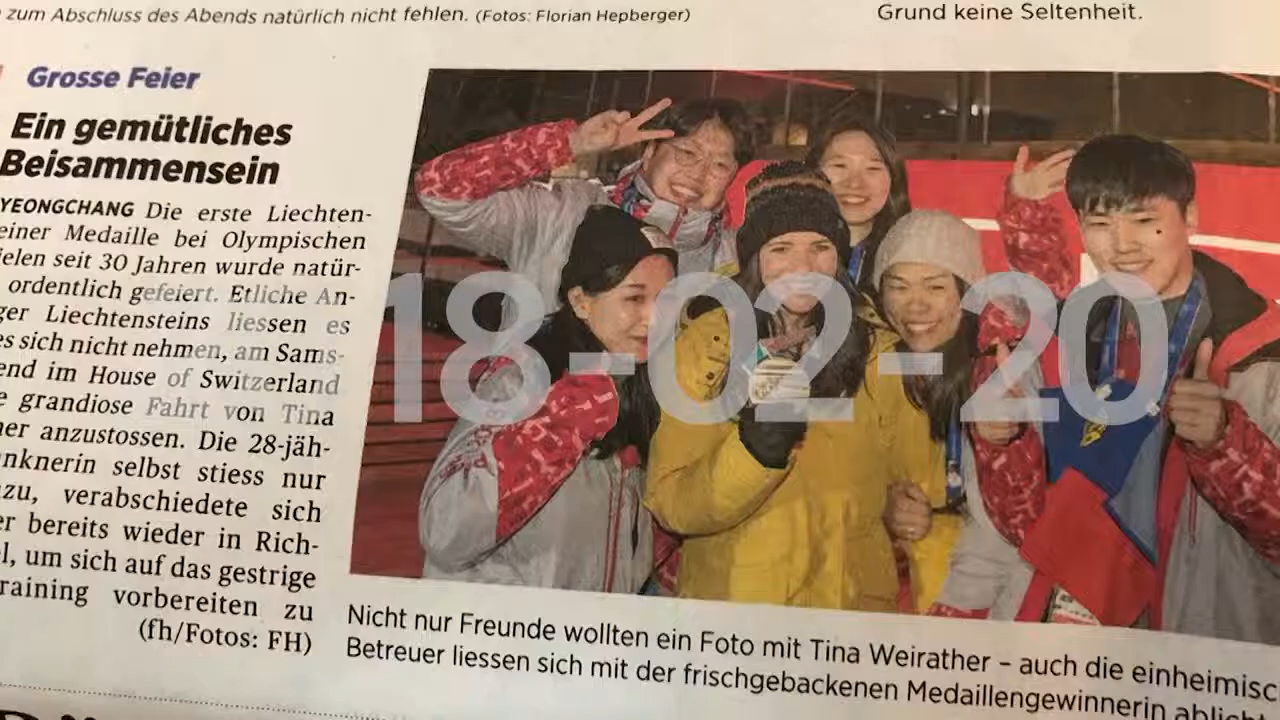 zum Abschluss des Abends natürlich nicht fehlen. (Fotos: Florian Hepberger)
Grund keine Seltenheit.
Grosse Feier
Ein gemütliches
Beisammensein
YEONGCHANG Die erste Liechten-
einer Medaille bei Olympischen
ielen seit 30 Jahren wurde natür-
ordentlich gefeiert. Etliche An-
ger Liechtensteins liessen es
es sich nicht nehmen, am Sams-
end im House of Switzerland
e grandiose Fahrt von Tina
her anzustossen. Die 28-jäh-
nknerin selbst stiess nur
zu, verabschiedete sich
er bereits wieder in Rich-
l, um sich auf das gestrige
raining vorbereiten zu
(fh/Fotos: FH)
18-02-20
Nicht nur Freunde wollten ein Foto mit Tina Weirather – auch die einheimisc
Betreuer liessen sich mit der frischgebackenen Medaillengewinnerin ablich